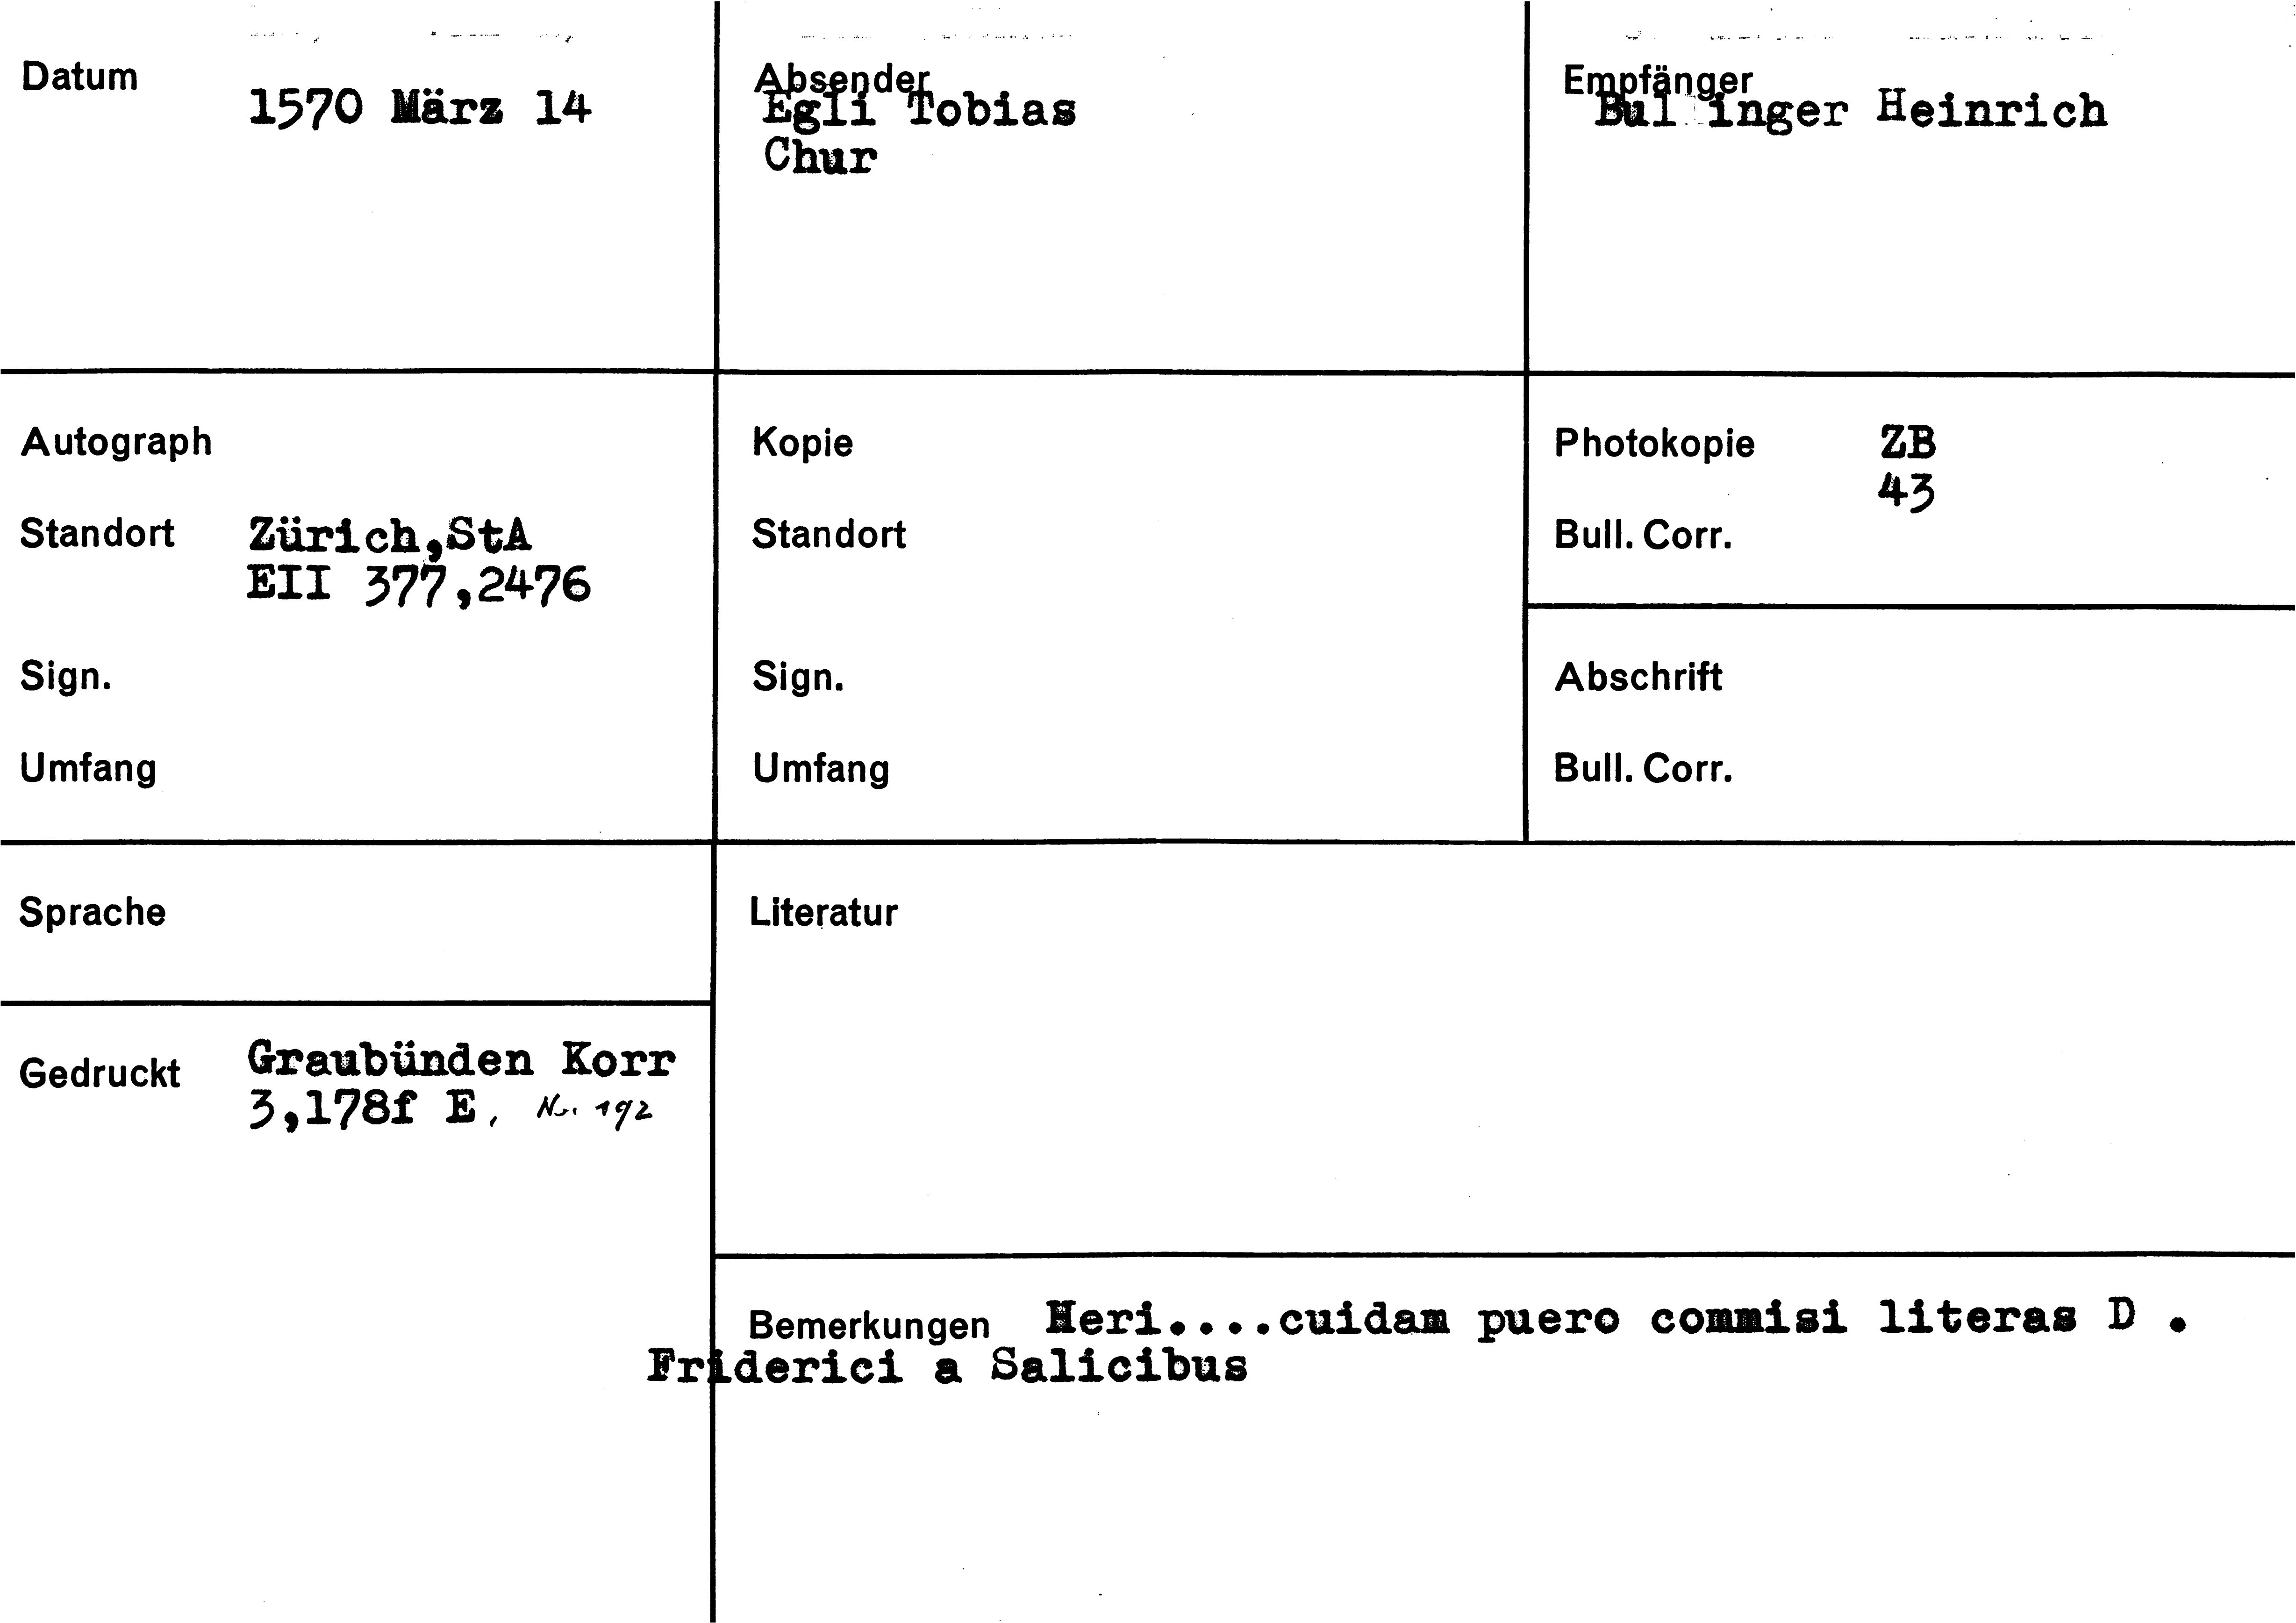 Datum 1570 März 14
Absender
Egli Tobias
Chur
Empfänger
Bul inger Heinrich
Autograph
Standort Zürich,StA
EII 377,2476
Sign.
Umfang
Kopie
Standort
Sign.
Umfang
Photokopie ZB
43
Bull. Corr.
Abschrift
Bull. Corr.
Sprache
Gedruckt Graubünden Korr
3,178f E, Nr. 192
Literatur
Bemerkungen Heri....cuidam puero commisi literas D .
Friderici a Salicibus